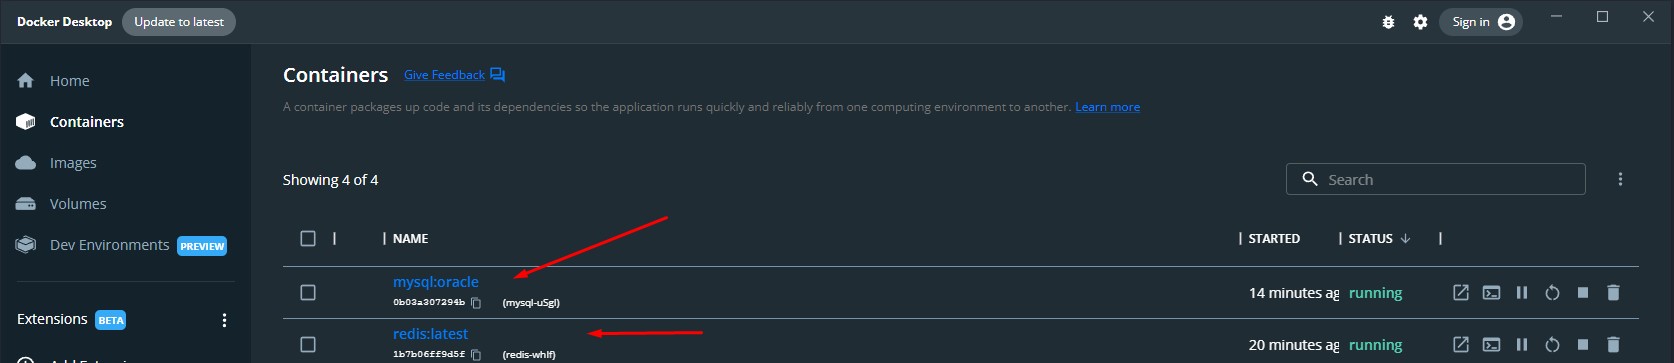 Docker Desktop Update to latest Sign in
Home
Containers
Images
Volumes
Dev Environments PREVIEW
Extensions BETA
Containers Give Feedback
A container packages up code and its dependencies so the application runs quickly and reliably from one computing environment to another. Learn more
Showing 4 of 4 Search
NAME STARTED STATUS
mysql:oracle
0b03a307294b (mysql-uSgl) 14 minutes ag running
redis:latest
1b7b06ff9d5f (redis-whlf) 20 minutes ag running